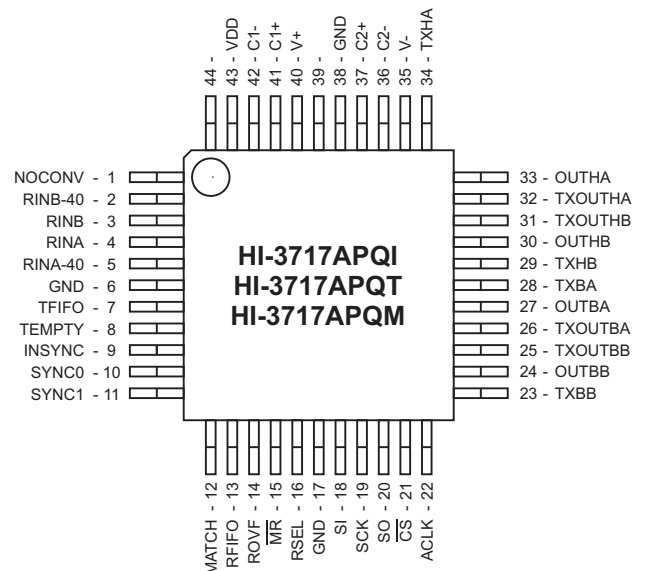 44 -
43 - VDD
42 - C1-
41 - C1+
40 - V+
39 -
38 - GND
37 - C2+
36 - C2-
35 - V-
34 - TXHA
NOCONV - 1
RINB-40 - 2
RINB - 3
RINA - 4
RINA-40 - 5
GND - 6
TFIFO - 7
TEMPTY - 8
INSYNC - 9
SYNC0 - 10
SYNC1 - 11
HI-3717APQI
HI-3717APQT
HI-3717APQM
33 - OUTHA
32 - TXOUTHA
31 - TXOUTHB
30 - OUTHB
29 - TXHB
28 - TXBA
27 - OUTBA
26 - TXOUTBA
25 - TXOUTBB
24 - OUTBB
23 - TXBB
MATCH - 12
RFIFO - 13
ROVF - 14
MR - 15
RSEL - 16
GND - 17
SI - 18
SCK - 19
SO - 20
CS - 21
ACLK - 22